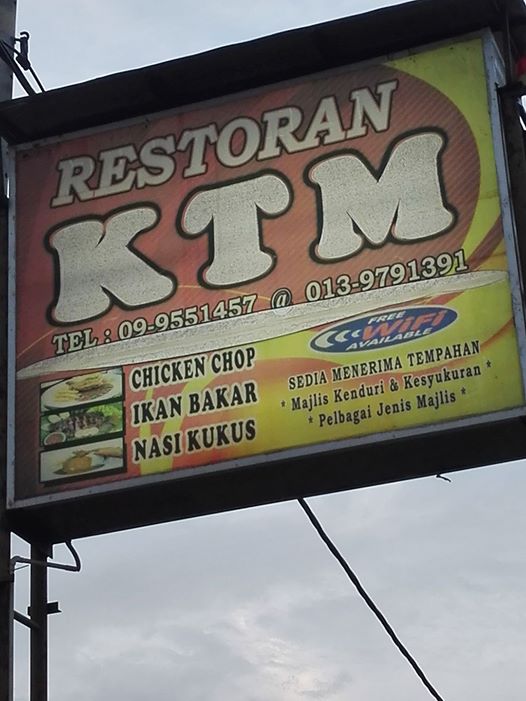 RESTORAN
KTM
TEL : 09-9551457 @ 013-9791391
FREE
WiFi
AVAILABLE
CHICKEN CHOP
IKAN BAKAR
NASI KUKUS
SEDIA MENERIMA TEMPAHAN
* Majlis Kenduri & Kesyukuran *
* Pelbagai Jenis Majlis *